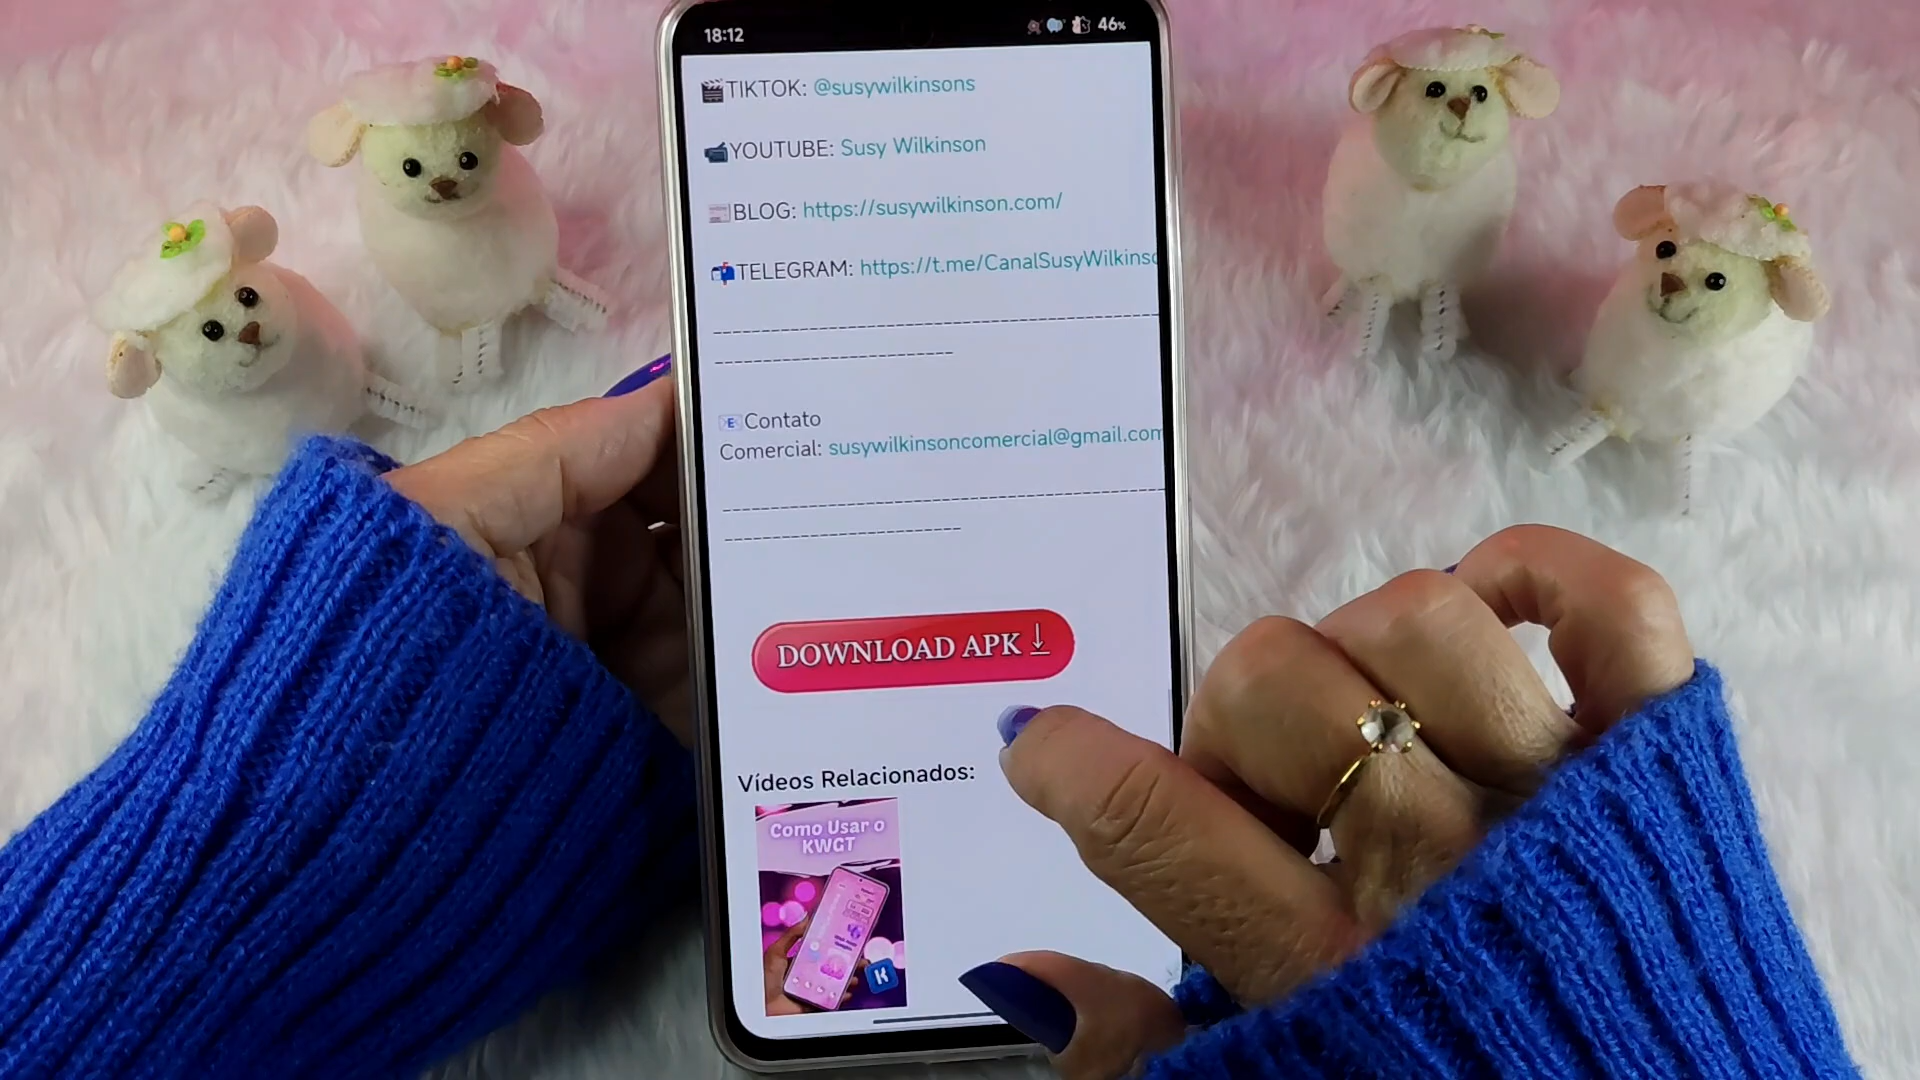 18:12 46%
TIKTOK: @susywilkinsons
YOUTUBE: Susy Wilkinson
BLOG: https://susywilkinson.com/
TELEGRAM: https://t.me/CanalSusyWilkinso
------------------------------------------------
-------------------------
Contato
Comercial: susywilkinsoncomercial@gmail.com
------------------------------------------------
-------------------------
DOWNLOAD APK
Vídeos Relacionados:
Como Usar o
KWGT
K